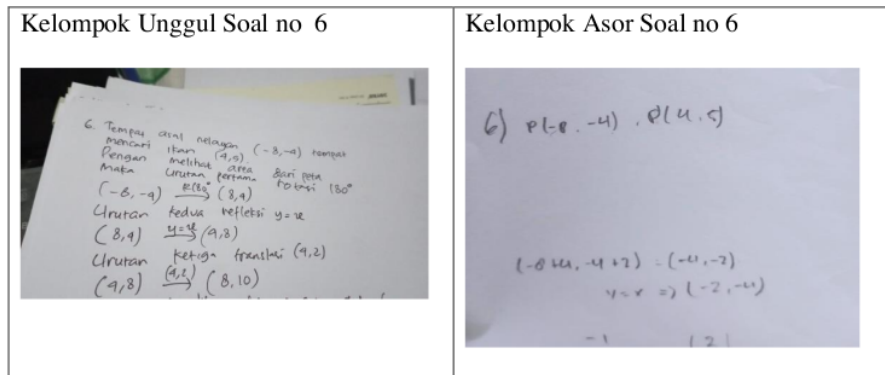 Kelompok Unggul Soal no 6
6. Tempat asal nelayan (-8,-4) tempat
mencari ikan (4,5).
Dengan melihat area dari peta
maka urutan pertama rotasi 180°
(-8,-4) R180° → (8,4)
Urutan kedua refleksi y=x
(8,4) y=x → (4,8)
Urutan ketiga translasi (4,2)
(4,8) (4,2) → (8,10)
Kelompok Asor Soal no 6
6) P(-8,-4), P(4,5)
(-8+4, -4+2) = (-4,-2)
y=x => (-2,-4)